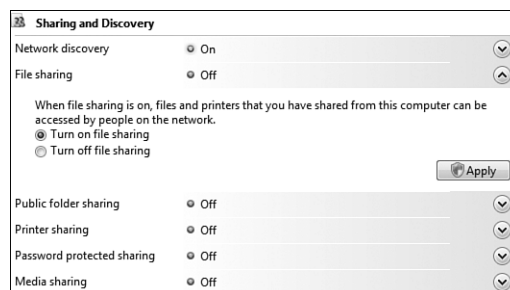 Sharing and Discovery
Network discovery On
File sharing Off
When file sharing is on, files and printers that you have shared from this computer can be
accessed by people on the network.
Turn on file sharing
Turn off file sharing
Apply
Public folder sharing Off
Printer sharing Off
Password protected sharing Off
Media sharing Off